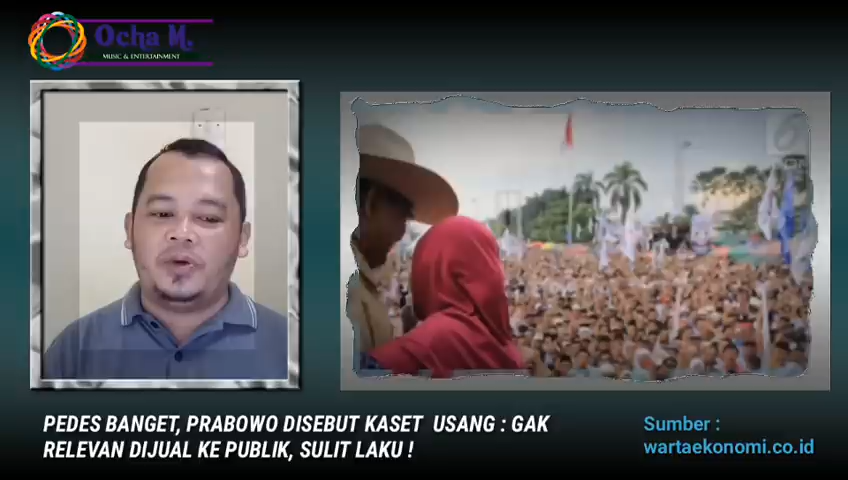 Ocha M.
MUSIC & ENTERTAINMENT
PEDES BANGET, PRABOWO DISEBUT KASET USANG : GAK
RELEVAN DIJUAL KE PUBLIK, SULIT LAKU !
Sumber :
wartaekonomi.co.id